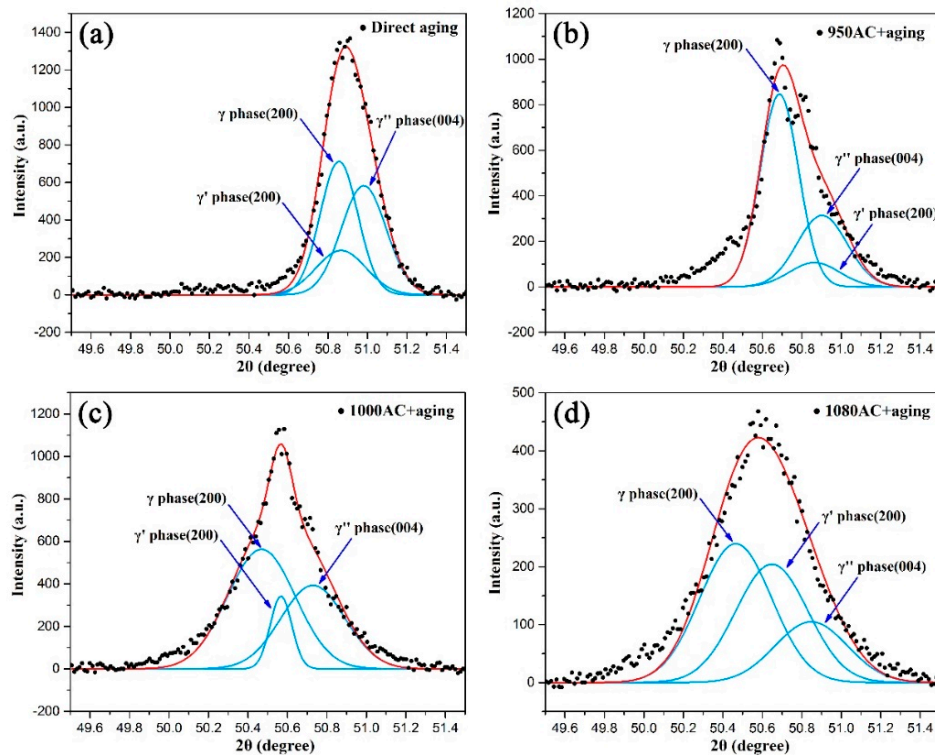 (a)
● Direct aging
γ phase(200)
γ'' phase(004)
γ' phase(200)
Intensity (a.u.)
1400
1200
1000
800
600
400
200
0
-200
49.6 49.8 50.0 50.2 50.4 50.6 50.8 51.0 51.2 51.4
2θ (degree)
(b)
● 950AC+aging
γ phase(200)
γ'' phase(004)
γ' phase(200)
Intensity (a.u.)
1200
1000
800
600
400
200
0
-200
49.6 49.8 50.0 50.2 50.4 50.6 50.8 51.0 51.2 51.4
2θ (degree)
(c)
● 1000AC+aging
γ phase(200)
γ' phase(200)
γ'' phase(004)
Intensity (a.u.)
1200
1000
800
600
400
200
0
-200
49.6 49.8 50.0 50.2 50.4 50.6 50.8 51.0 51.2 51.4
2θ (degree)
(d)
● 1080AC+aging
γ phase(200)
γ' phase(200)
γ'' phase(004)
Intensity (a.u.)
500
400
300
200
100
0
49.6 49.8 50.0 50.2 50.4 50.6 50.8 51.0 51.2 51.4
2θ (degree)